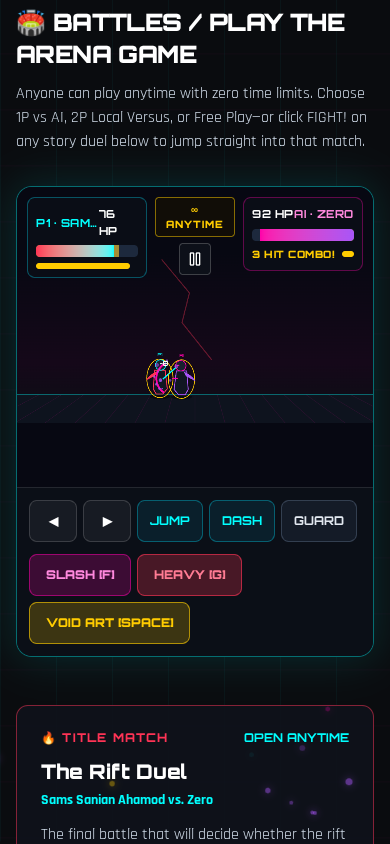 🏟️ BATTLES / PLAY THE
ARENA GAME
Anyone can play anytime with zero time limits. Choose
1P vs AI, 2P Local Versus, or Free Play—or click FIGHT! on
any story duel below to jump straight into that match.
P1 · SAM... 76 HP
∞ ANYTIME
92 HP AI · ZERO
3 HIT COMBO!
◀ ▶ JUMP DASH GUARD
SLASH [F] HEAVY [G]
VOID ART [SPACE]
🔥 TITLE MATCH OPEN ANYTIME
The Rift Duel
Sams Sanian Ahamod vs. Zero
The final battle that will decide whether the rift